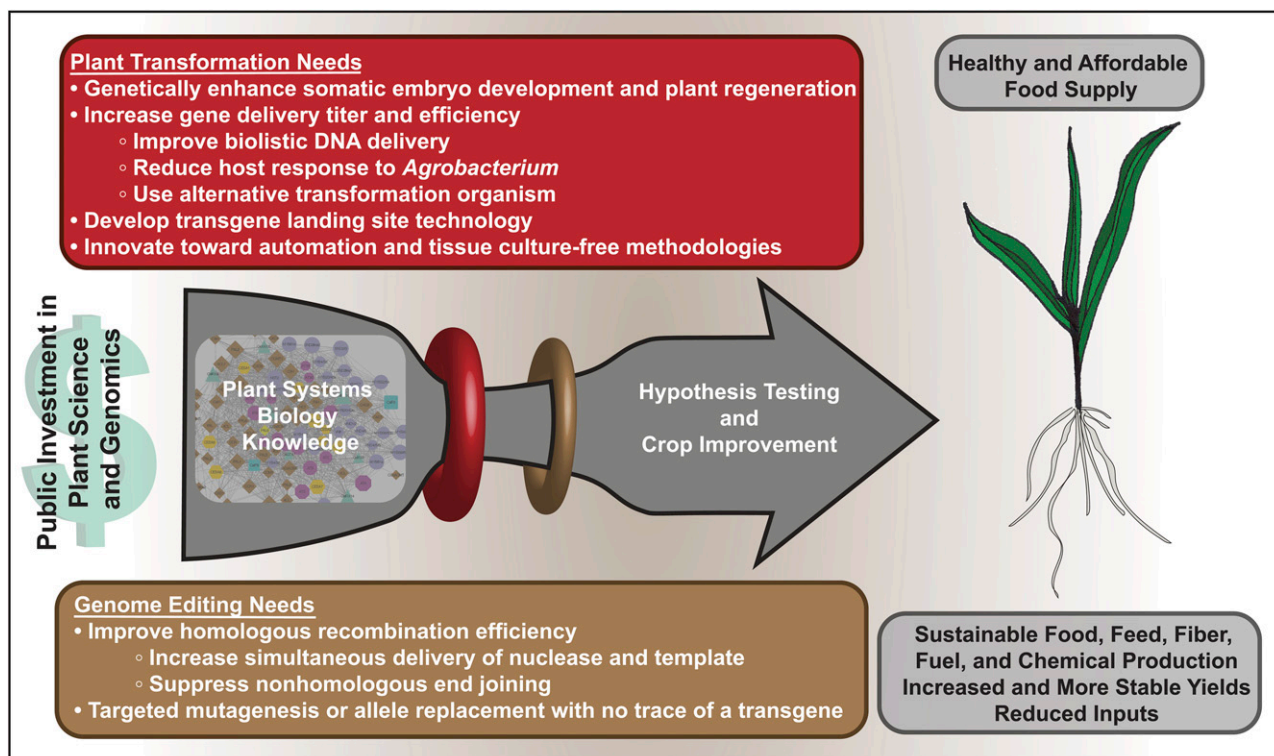 Plant Transformation Needs
• Genetically enhance somatic embryo development and plant regeneration
• Increase gene delivery titer and efficiency
◦ Improve biolistic DNA delivery
◦ Reduce host response to Agrobacterium
◦ Use alternative transformation organism
• Develop transgene landing site technology
• Innovate toward automation and tissue culture-free methodologies
Healthy and Affordable
Food Supply
Public Investment in
Plant Science
and Genomics
$
Plant Systems
Biology
Knowledge
Hypothesis Testing
and
Crop Improvement
Genome Editing Needs
• Improve homologous recombination efficiency
◦ Increase simultaneous delivery of nuclease and template
◦ Suppress nonhomologous end joining
• Targeted mutagenesis or allele replacement with no trace of a transgene
Sustainable Food, Feed, Fiber,
Fuel, and Chemical Production
Increased and More Stable Yields
Reduced Inputs